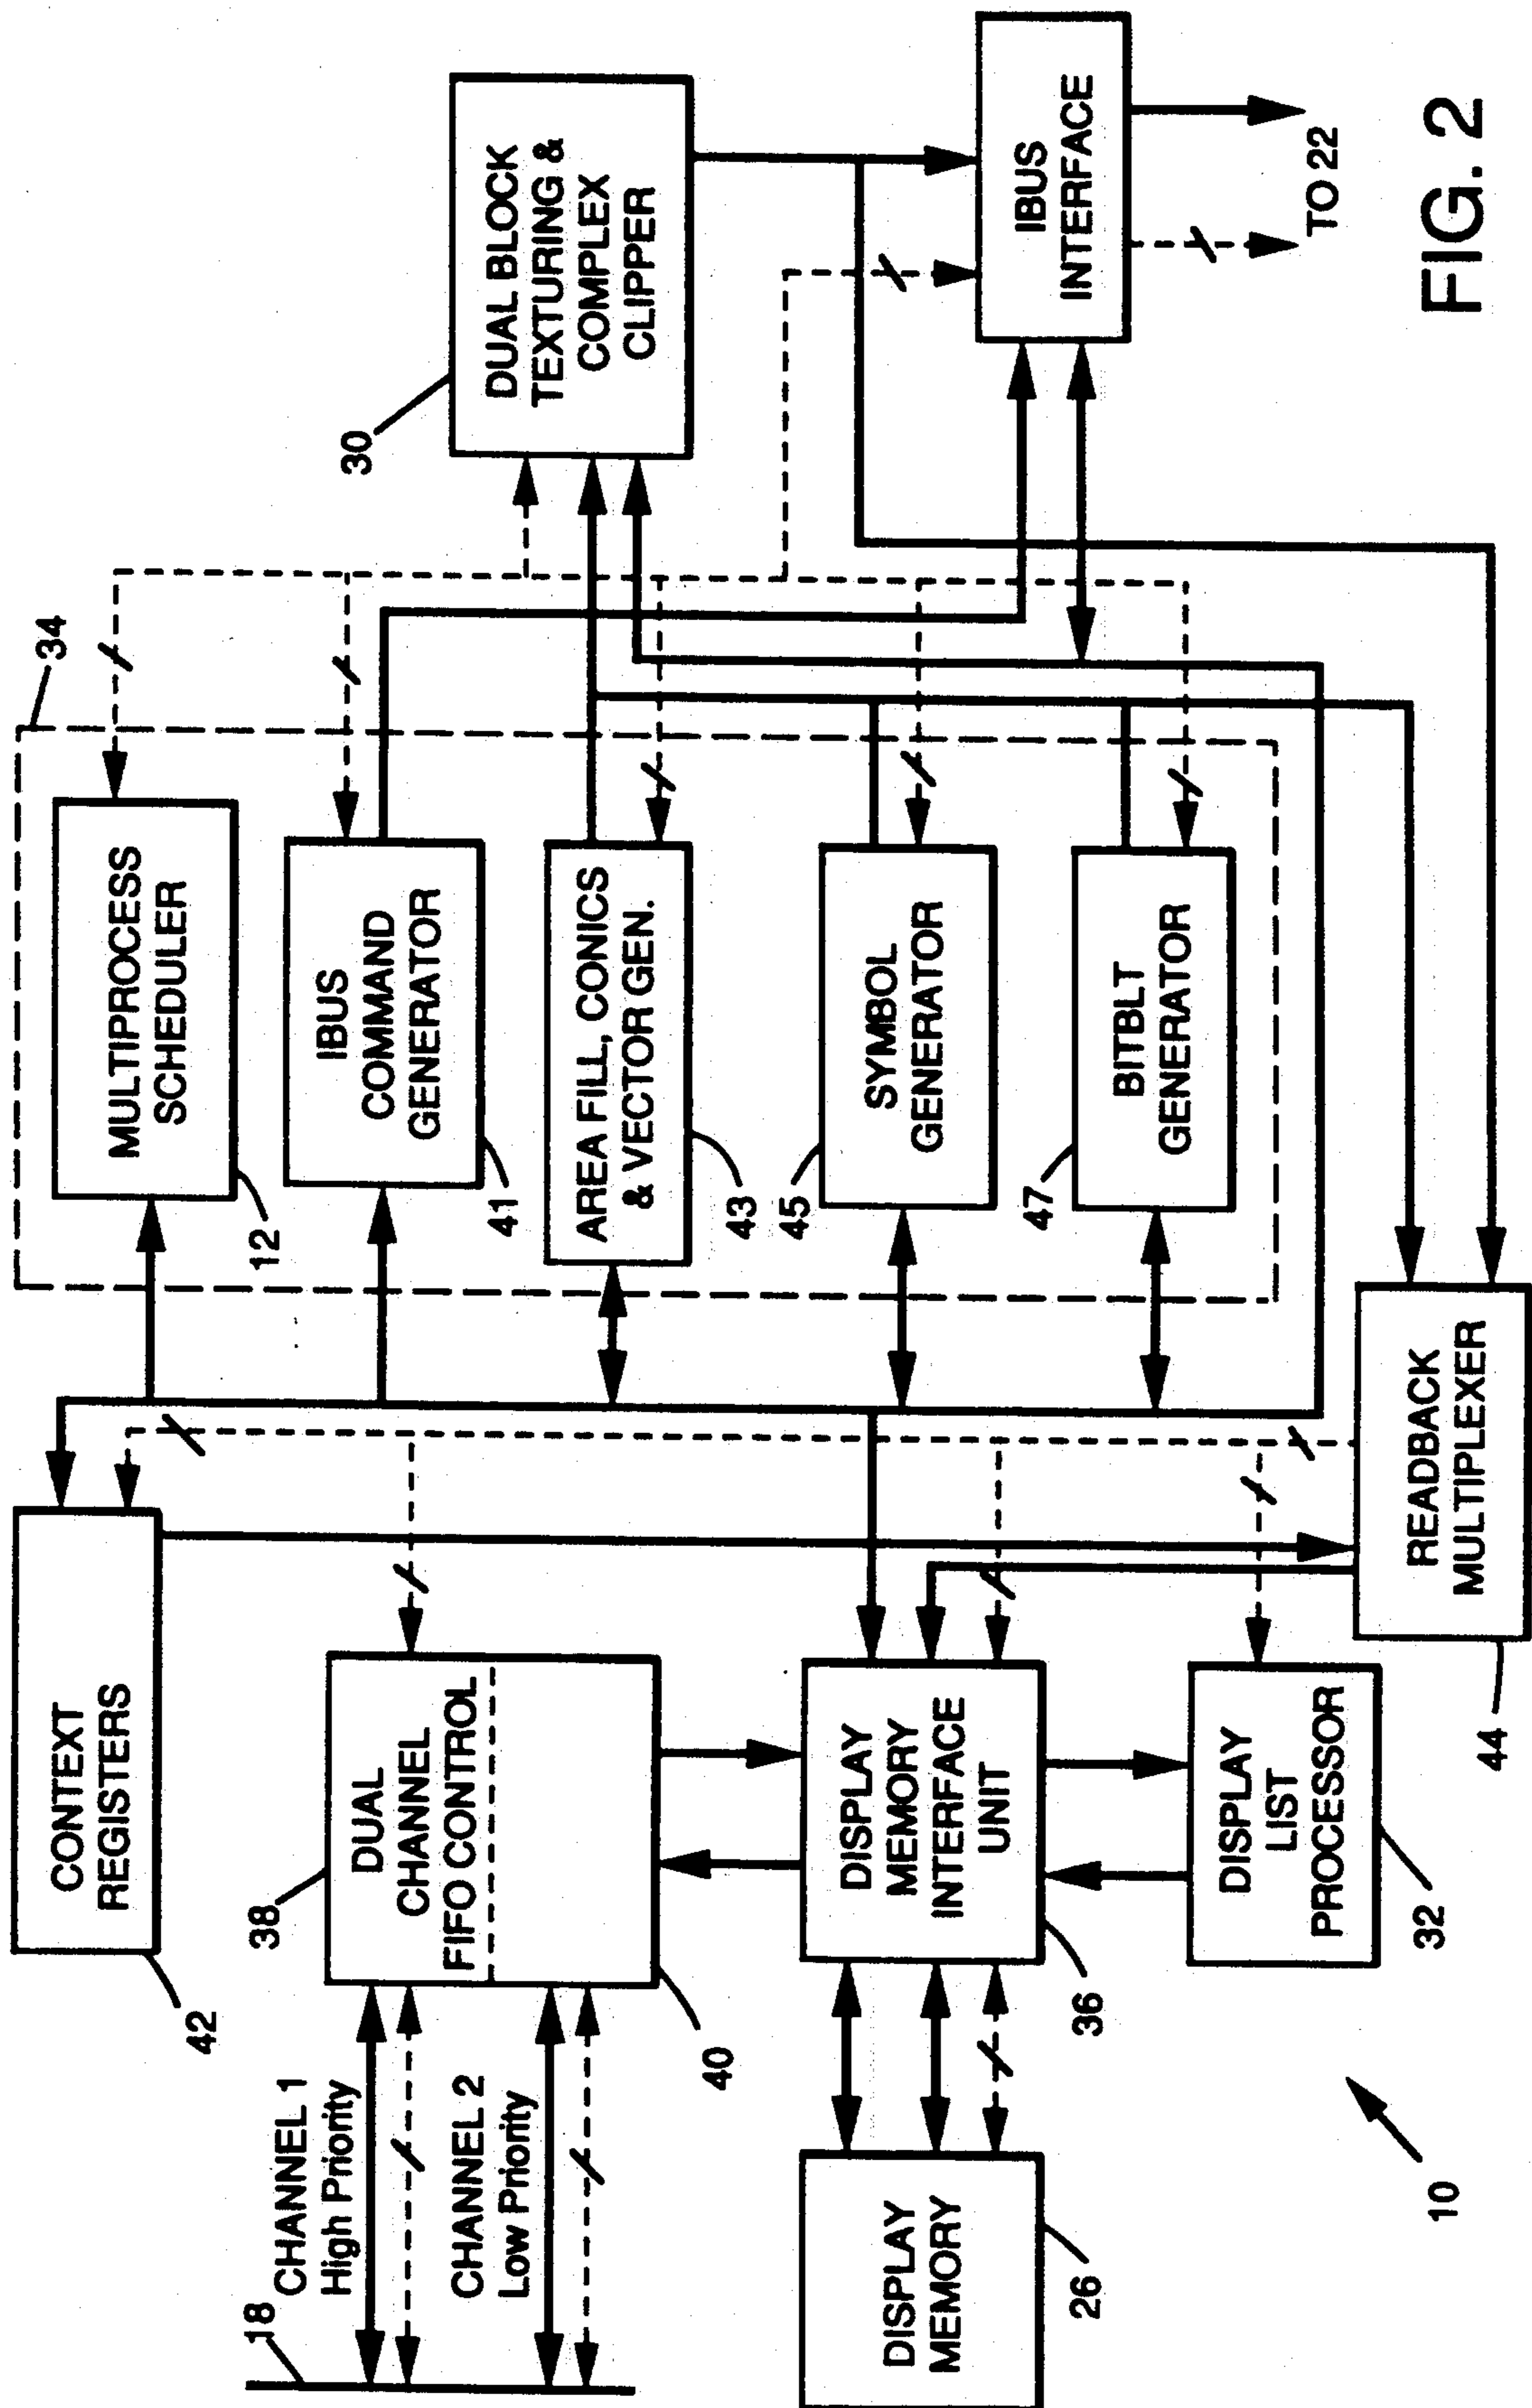 18
CHANNEL 1
High Priority
CHANNEL 2
Low Priority
42
CONTEXT
REGISTERS
38
DUAL
CHANNEL
FIFO CONTROL
40
DISPLAY
MEMORY
26
DISPLAY
MEMORY
INTERFACE
UNIT
36
DISPLAY
LIST
PROCESSOR
32
10
READBACK
MULTIPLEXER
44
34
MULTIPROCESS
SCHEDULER
12
IBUS
COMMAND
GENERATOR
41
AREA FILL, CONICS
& VECTOR GEN.
43
SYMBOL
GENERATOR
45
BITBLT
GENERATOR
47
30
DUAL BLOCK
TEXTURING &
COMPLEX
CLIPPER
IBUS
INTERFACE
TO 22
FIG. 2